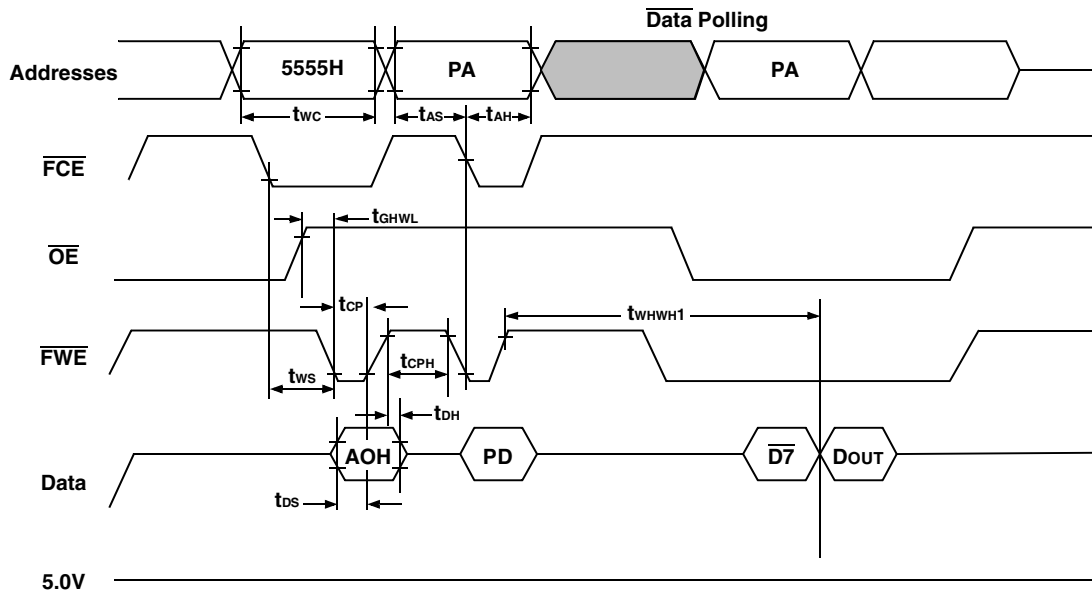 Data Polling
Addresses
5555H
PA
PA
tWC
tAS
tAH
FCE
tGHWL
OE
tCP
tWHWH1
FWE
tCPH
tWS
tDH
Data
AOH
PD
D7
DOUT
tDS
5.0V